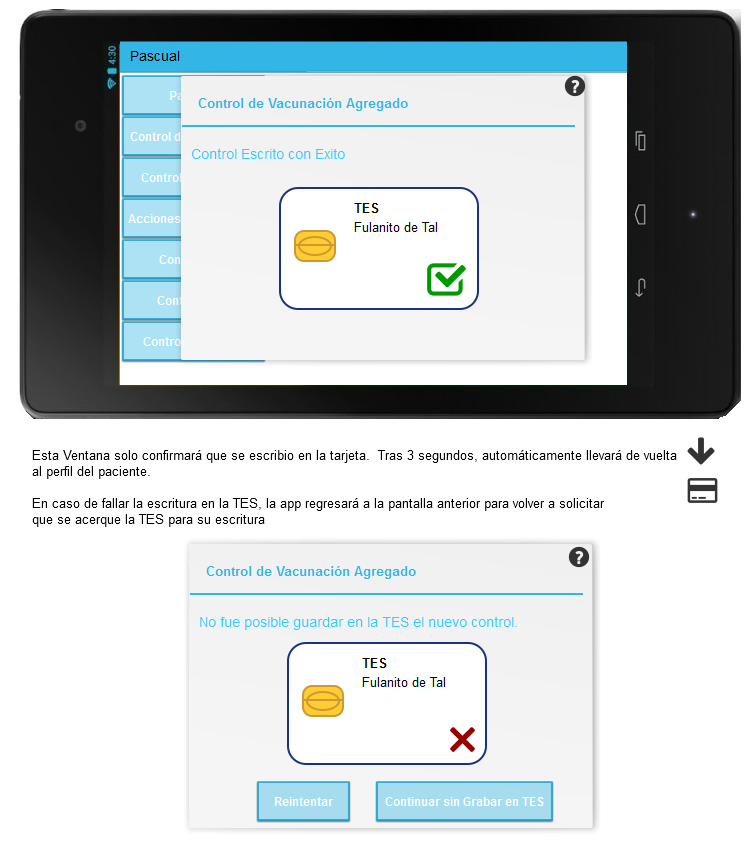 4:30
Pascual
Control de Vacunación Agregado
Control Escrito con Exito
Control
Acciones
Contro
TES
Fulanito de Tal
Esta Ventana solo confirmará que se escribio en la tarjeta. Tras 3 segundos, automáticamente llevará de vuelta
al perfil del paciente.
En caso de fallar la escritura en la TES, la app regresará a la pantalla anterior para volver a solicitar
que se acerque la TES para su escritura
Control de Vacunación Agregado
No fue posible guardar en la TES el nuevo control.
TES
Fulanito de Tal
Reintentar
Continuar sin Grabar en TES